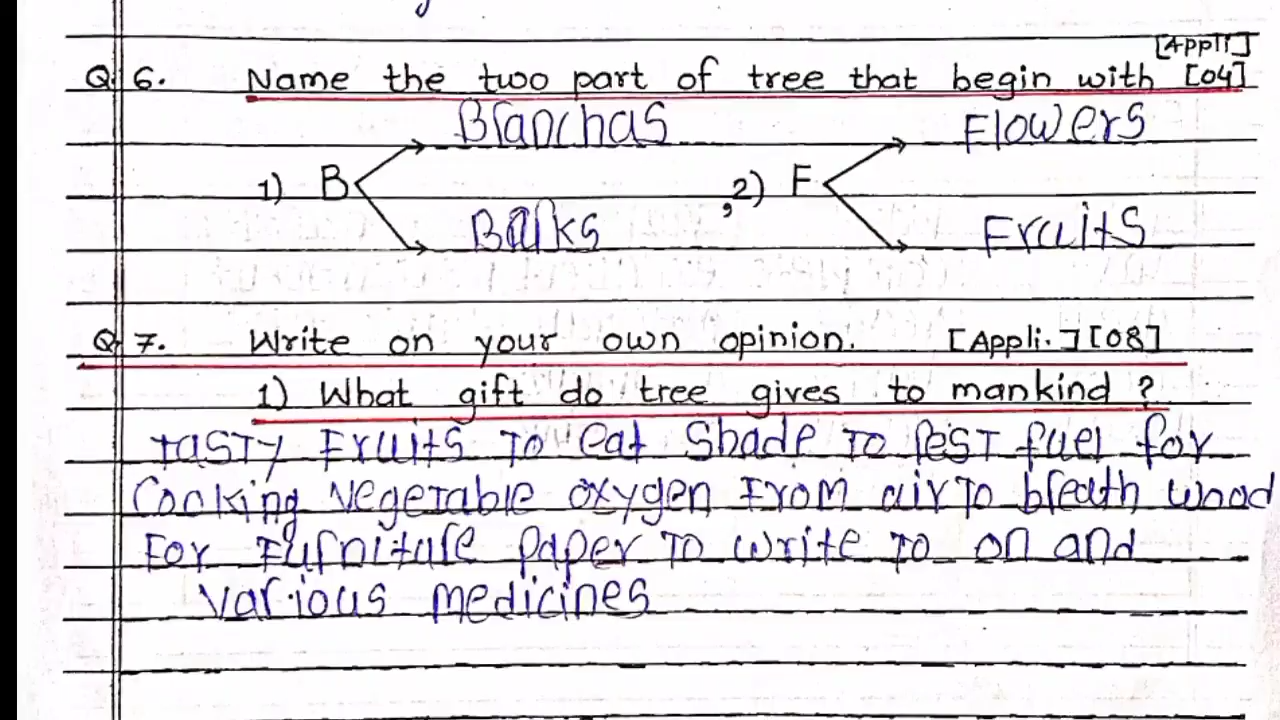 [Appli]
Q. 6. Name the two part of tree that begin with [04]
Branchas Flowers
1) B , 2) F
Barks Fruits
Q. 7. Write on your own opinion. [Appli.] [08]
1) What gift do tree gives to mankind ?
Tasty Fruits To eat Shade To rest fuel for
Cooking vegetable oxygen From air To breath wood
For Furniture paper To write To on and
various medicines